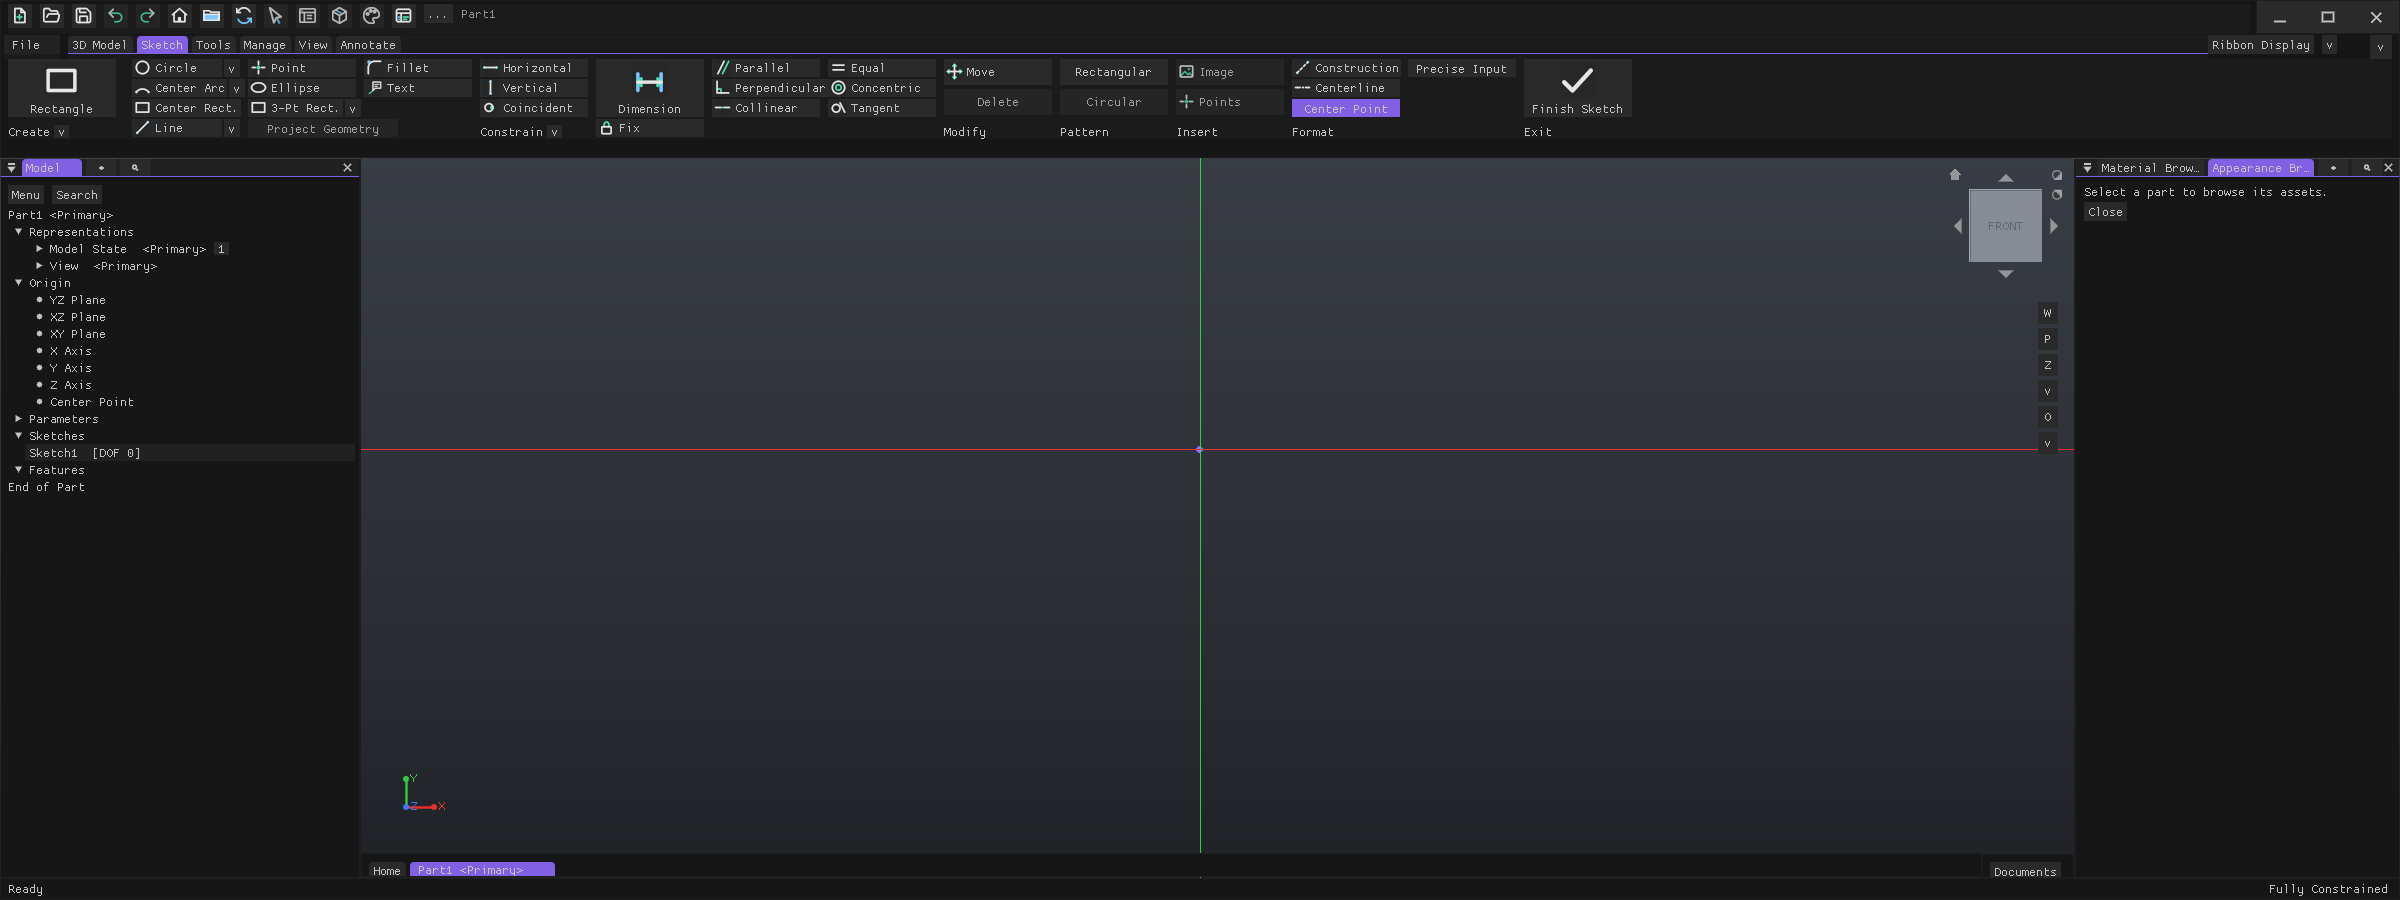 ... Part1
File 3D Model Sketch Tools Manage View Annotate Ribbon Display v v
Circle v Point Fillet Horizontal Parallel Equal Move Rectangular Image Construction Precise Input
Center Arc v Ellipse Text Vertical Perpendicular Concentric Centerline
Rectangle Center Rect. 3-Pt Rect. v Coincident Dimension Collinear Tangent Delete Circular Points Center Point Finish Sketch
Line v Project Geometry Fix
Create v Constrain v Modify Pattern Insert Format Exit
Model
Menu Search
Part1 <Primary>
Representations
Model State <Primary> 1
View <Primary>
Origin
YZ Plane
XZ Plane
XY Plane
X Axis
Y Axis
Z Axis
Center Point
Parameters
Sketches
Sketch1 [DOF 0]
Features
End of Part
FRONT
W
P
Z
v
O
v
Y
Z X
Material Brow… Appearance Br…
Select a part to browse its assets.
Close
Home Part1 <Primary> Documents
Ready Fully Constrained